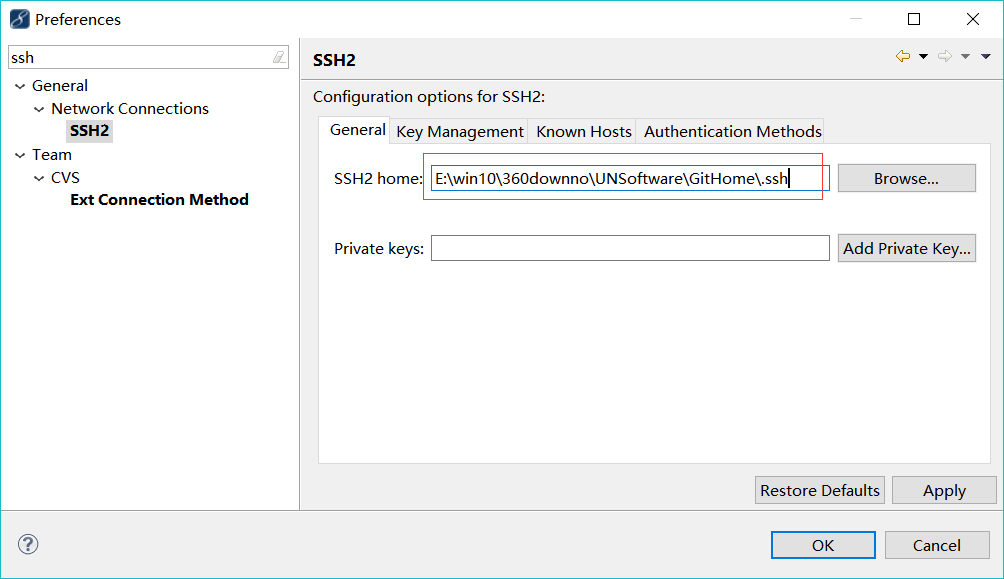 Preferences
ssh
General
Network Connections
SSH2
Team
CVS
Ext Connection Method
SSH2
Configuration options for SSH2:
General Key Management Known Hosts Authentication Methods
SSH2 home: E:\win10\360downno\UNSoftware\GitHome\.ssh Browse...
Private keys: Add Private Key...
Restore Defaults Apply
? OK Cancel